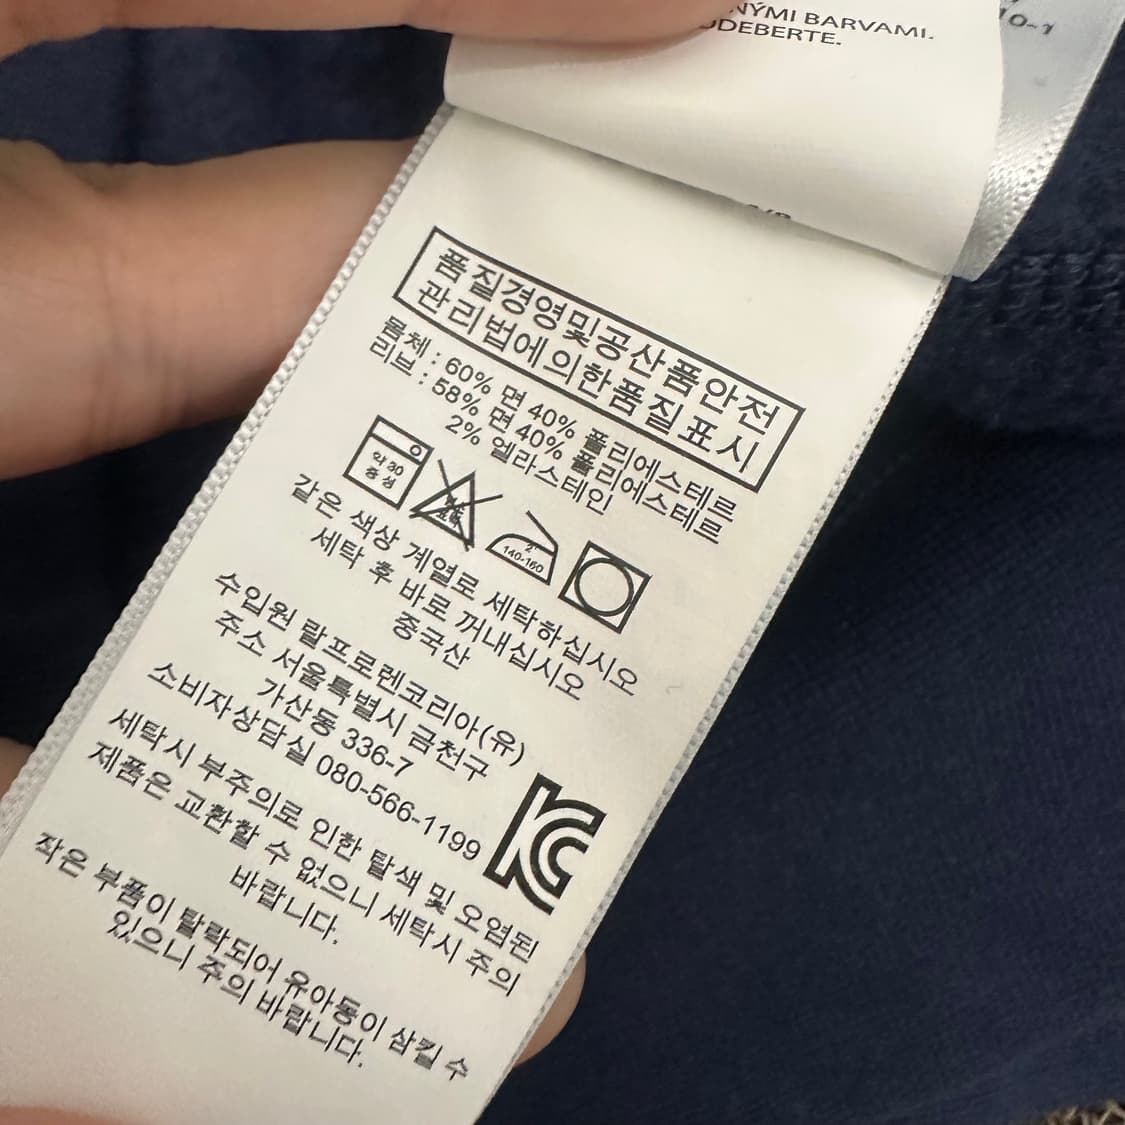 NÝMI BARVAMI.
ODEBERTE.
10-1
품질경영및공산품안전
관리법에의한품질표시
몸체 : 60% 면 40% 폴리에스테르
리브 : 58% 면 40% 폴리에스테르
2% 엘라스테인
약 30
중성
2
140-160
같은 색상 계열로 세탁하십시오
세탁 후 바로 꺼내십시오
중국산
수입원 랄프로렌코리아(유)
주소 서울특별시 금천구
가산동 336-7
소비자상담실 080-566-1199
세탁시 부주의로 인한 탈색 및 오염된
제품은 교환할 수 없으니 세탁시 주의
바랍니다.
작은 부품이 탈락되어 유아동이 삼킬 수
있으니 주의 바랍니다.